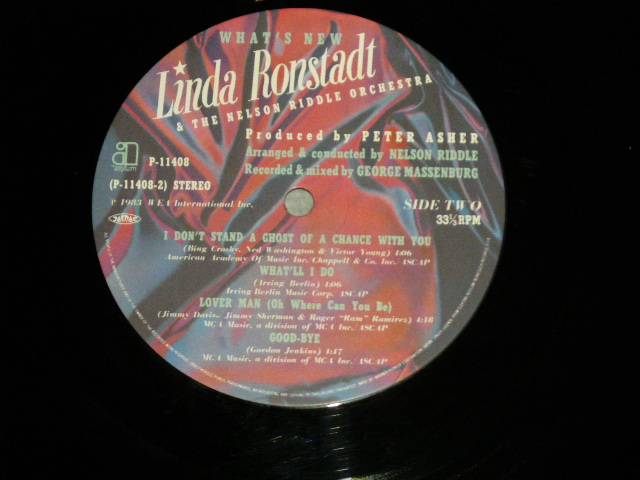 WHAT'S NEW
Linda Ronstadt
& THE NELSON RIDDLE ORCHESTRA
Produced by PETER ASHER
Arranged & conducted by NELSON RIDDLE
Recorded & mixed by GEORGE MASSENBURG
asylum
P-11408
(P-11408-2) STEREO
P 1983 WEA International Inc.
SIDE TWO
33⅓RPM
I DON'T STAND A GHOST OF A CHANCE WITH YOU
(Bing Crosby, Ned Washington & Victor Young) 4:06
American Academy Of Music Inc. Chappell & Co. Inc. ASCAP
WHAT'LL I DO
(Irving Berlin) 4:06
Irving Berlin Music Corp. ASCAP
LOVER MAN (Oh Where Can You Be)
(Jimmy Davis, Jimmy Sherman & Roger "Ram" Ramirez) 4:18
MCA Music, a division of MCA Inc. ASCAP
GOOD-BYE
(Gordon Jenkins) 4:47
MCA Music, a division of MCA Inc. ASCAP